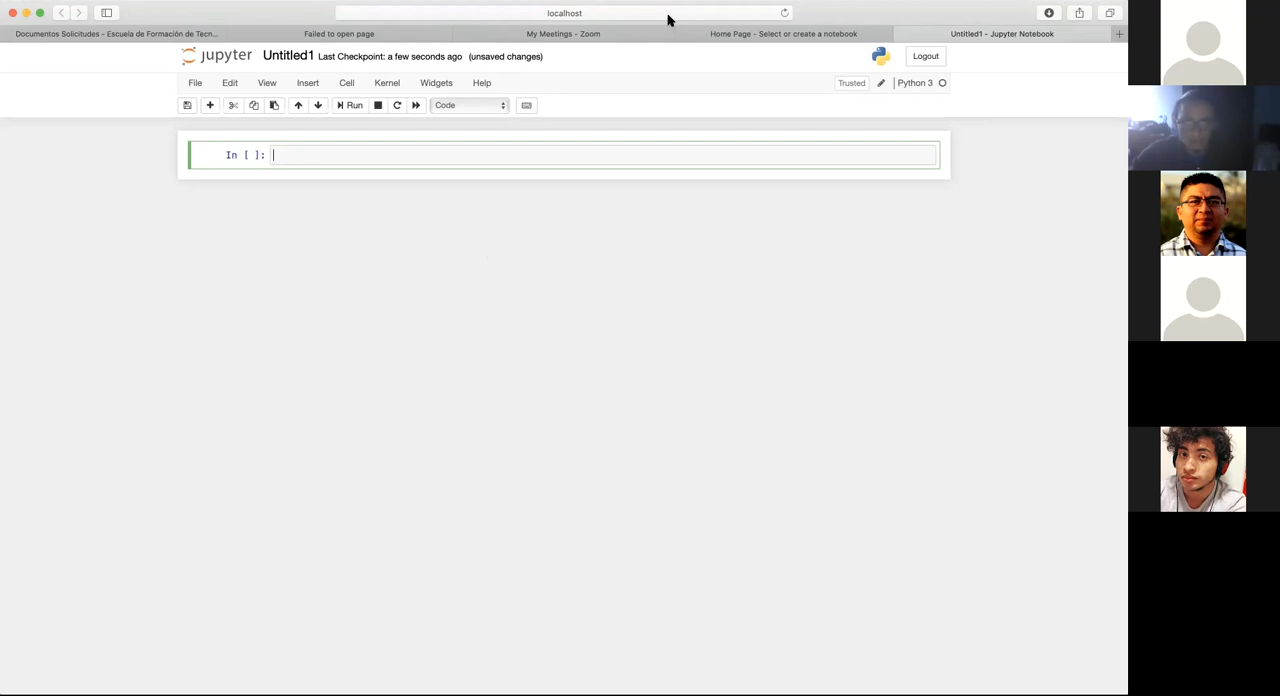 localhost
Documentos Solicitudes - Escuela de Formación de Tecn...
Failed to open page
My Meetings - Zoom
Home Page - Select or create a notebook
Untitled1 - Jupyter Notebook
jupyter Untitled1 Last Checkpoint: a few seconds ago (unsaved changes)
Logout
File Edit View Insert Cell Kernel Widgets Help
Trusted
Python 3
Run
Code
In [ ]: